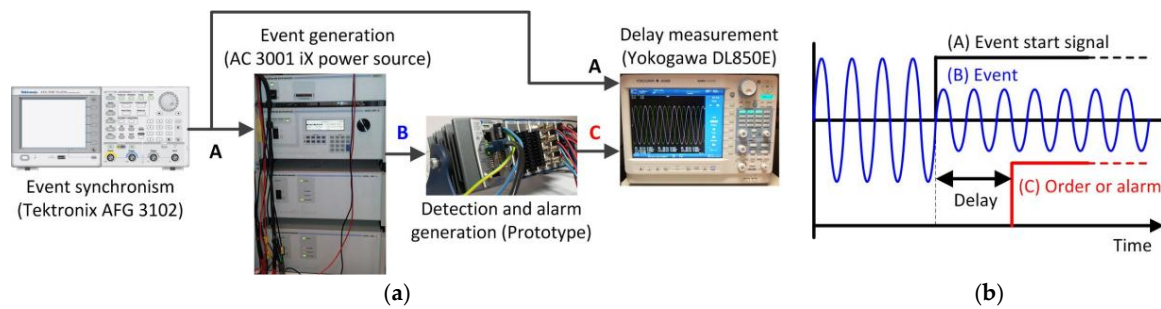 Event generation
(AC 3001 iX power source)
Delay measurement
(Yokogawa DL850E)
A
A
B
C
Event synchronism
(Tektronix AFG 3102)
Detection and alarm
generation (Prototype)
(a)
(A) Event start signal
(B) Event
(C) Order or alarm
Delay
Time
(b)